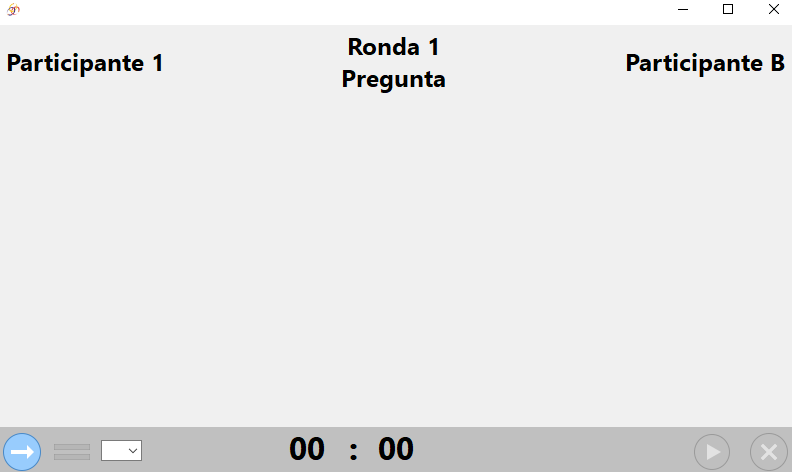 Participante 1
Ronda 1
Pregunta
Participante B
00 : 00